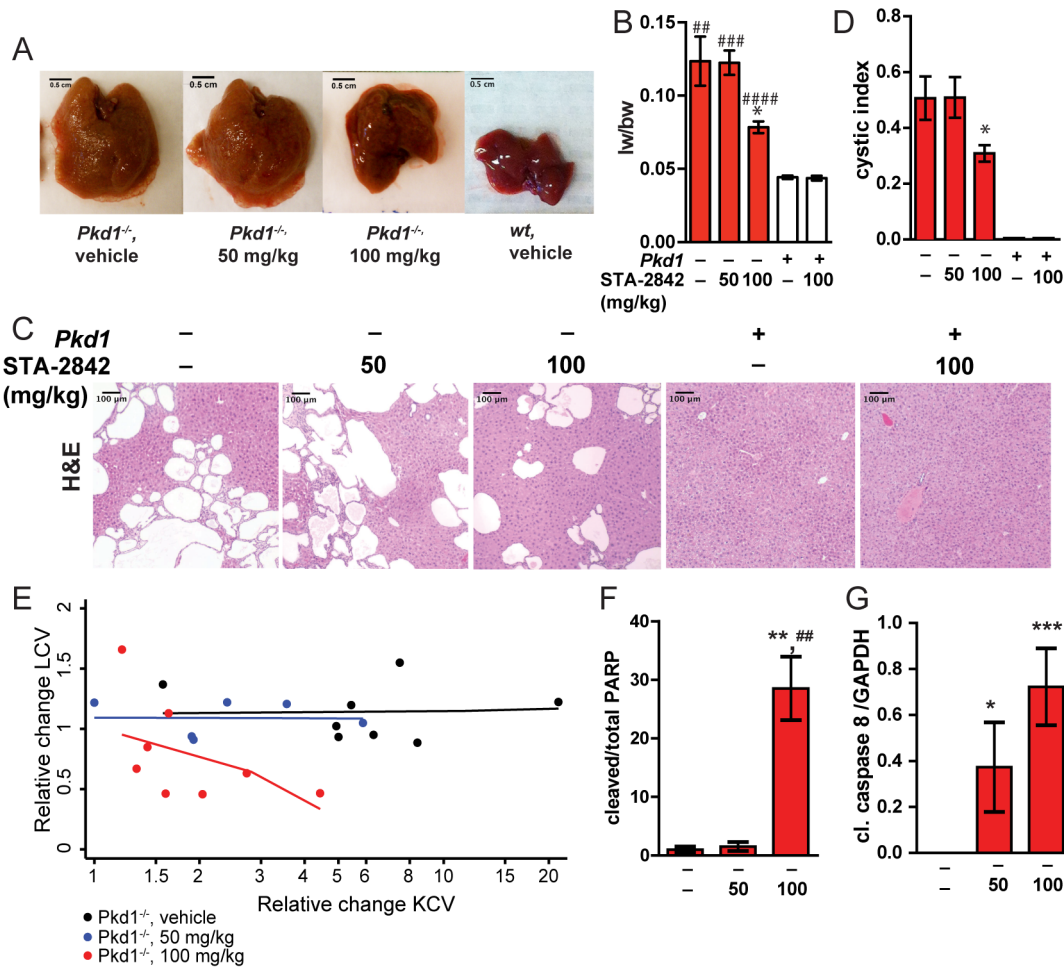 A
0.5 cm
0.5 cm
0.5 cm
0.5 cm
Pkd1-/-,
vehicle
Pkd1-/-,
50 mg/kg
Pkd1-/-,
100 mg/kg
wt,
vehicle
B
lw/bw
0.15
0.10
0.05
0.00
##
###
####
*
Pkd1 – – – + +
STA-2842 – 50 100 – 100
(mg/kg)
D
cystic index
0.8
0.6
0.4
0.2
0.0
*
– – – + +
– 50 100 – 100
C
Pkd1 – – – + +
STA-2842 – 50 100 – 100
(mg/kg)
H&E
100 µm
100 µm
100 µm
100 µm
100 µm
E
Relative change LCV
2
1.5
1
0.5
0
1 1.5 2 3 4 5 6 8 10 15 20
Relative change KCV
Pkd1-/-, vehicle
Pkd1-/-, 50 mg/kg
Pkd1-/-, 100 mg/kg
F
cleaved/total PARP
40
30
20
10
0
**, ##
– – –
– 50 100
G
cl. caspase 8 /GAPDH
1.0
0.8
0.6
0.4
0.2
0.0
*
***
– – –
– 50 100